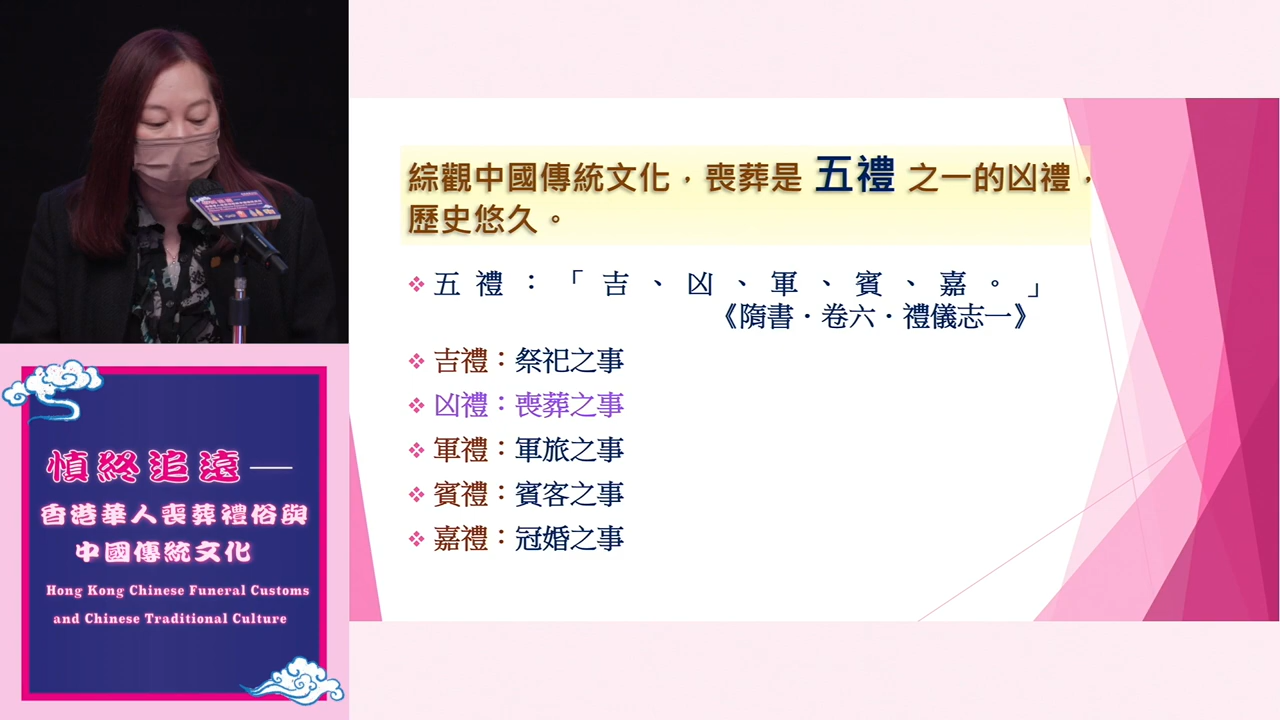 綜觀中國傳統文化，喪葬是 五禮 之一的凶禮，
歷史悠久。
❖ 五禮：「吉、凶、軍、賓、嘉。」
《隋書．卷六．禮儀志一》
❖ 吉禮：祭祀之事
❖ 凶禮：喪葬之事
❖ 軍禮：軍旅之事
❖ 賓禮：賓客之事
❖ 嘉禮：冠婚之事
慎終追遠—
香港華人喪葬禮俗與
中國傳統文化
Hong Kong Chinese Funeral Customs
and Chinese Traditional Culture